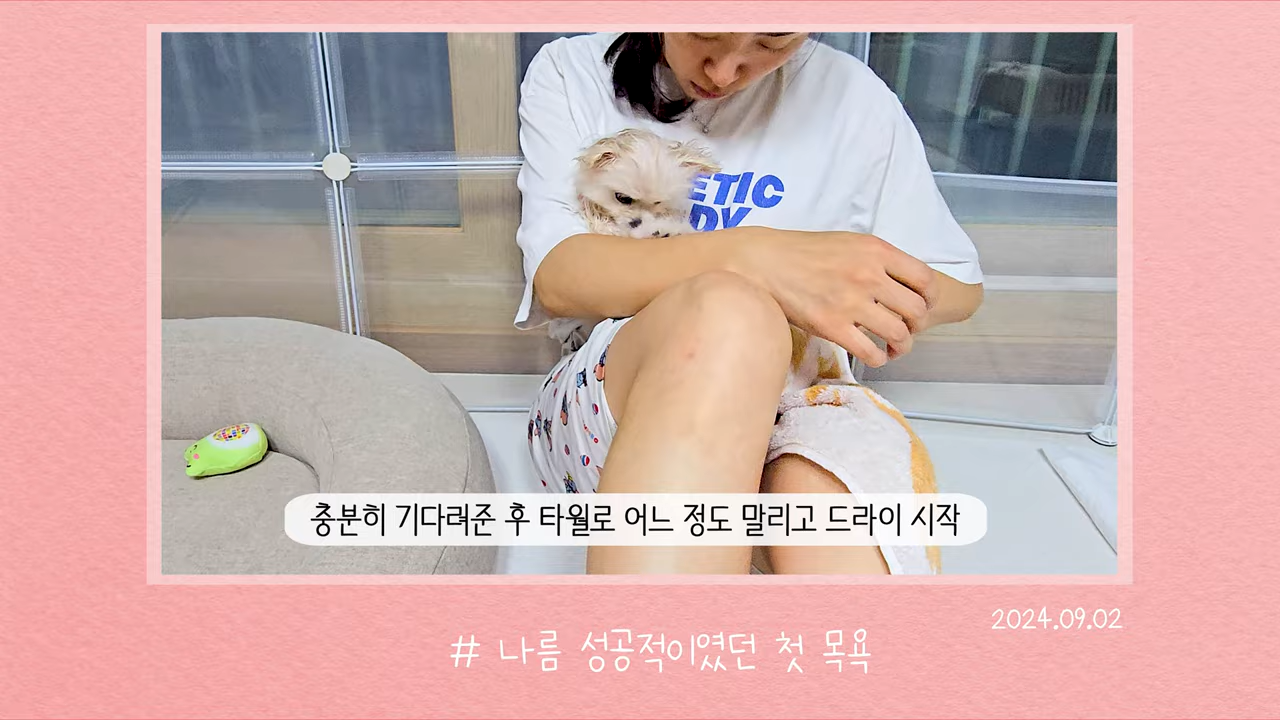 ETIC
DY
충분히 기다려준 후 타월로 어느 정도 말리고 드라이 시작
2024.09.02
# 나름 성공적이였던 첫 목욕